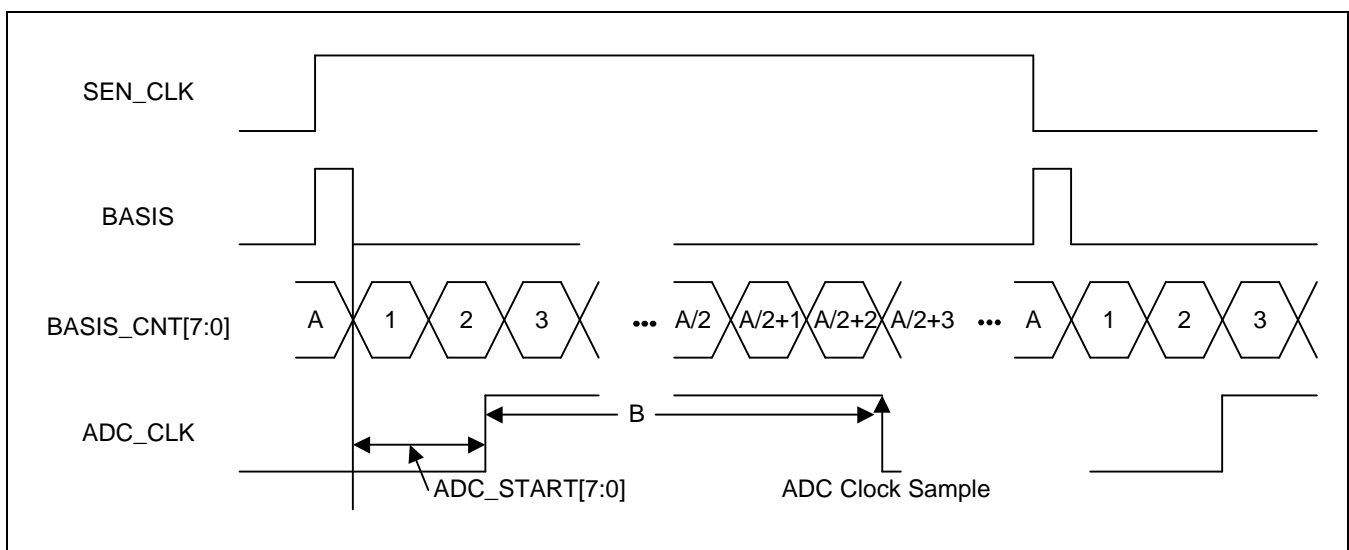 SEN_CLK
BASIS
BASIS_CNT[7:0] A 1 2 3 ••• A/2 A/2+1 A/2+2 A/2+3 ••• A 1 2 3
B
ADC_CLK
ADC_START[7:0] ADC Clock Sample